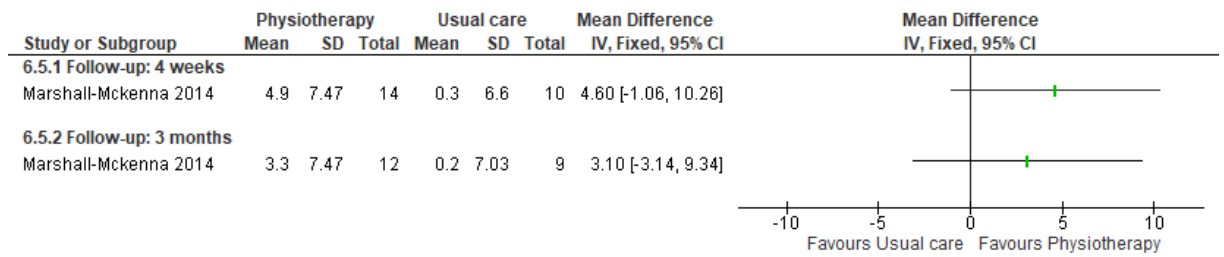 Physiotherapy Usual care Mean Difference Mean Difference
Study or Subgroup Mean SD Total Mean SD Total IV, Fixed, 95% CI IV, Fixed, 95% CI
6.5.1 Follow-up: 4 weeks
Marshall-Mckenna 2014 4.9 7.47 14 0.3 6.6 10 4.60 [-1.06, 10.26]
6.5.2 Follow-up: 3 months
Marshall-Mckenna 2014 3.3 7.47 12 0.2 7.03 9 3.10 [-3.14, 9.34]
-10 -5 0 5 10
Favours Usual care Favours Physiotherapy